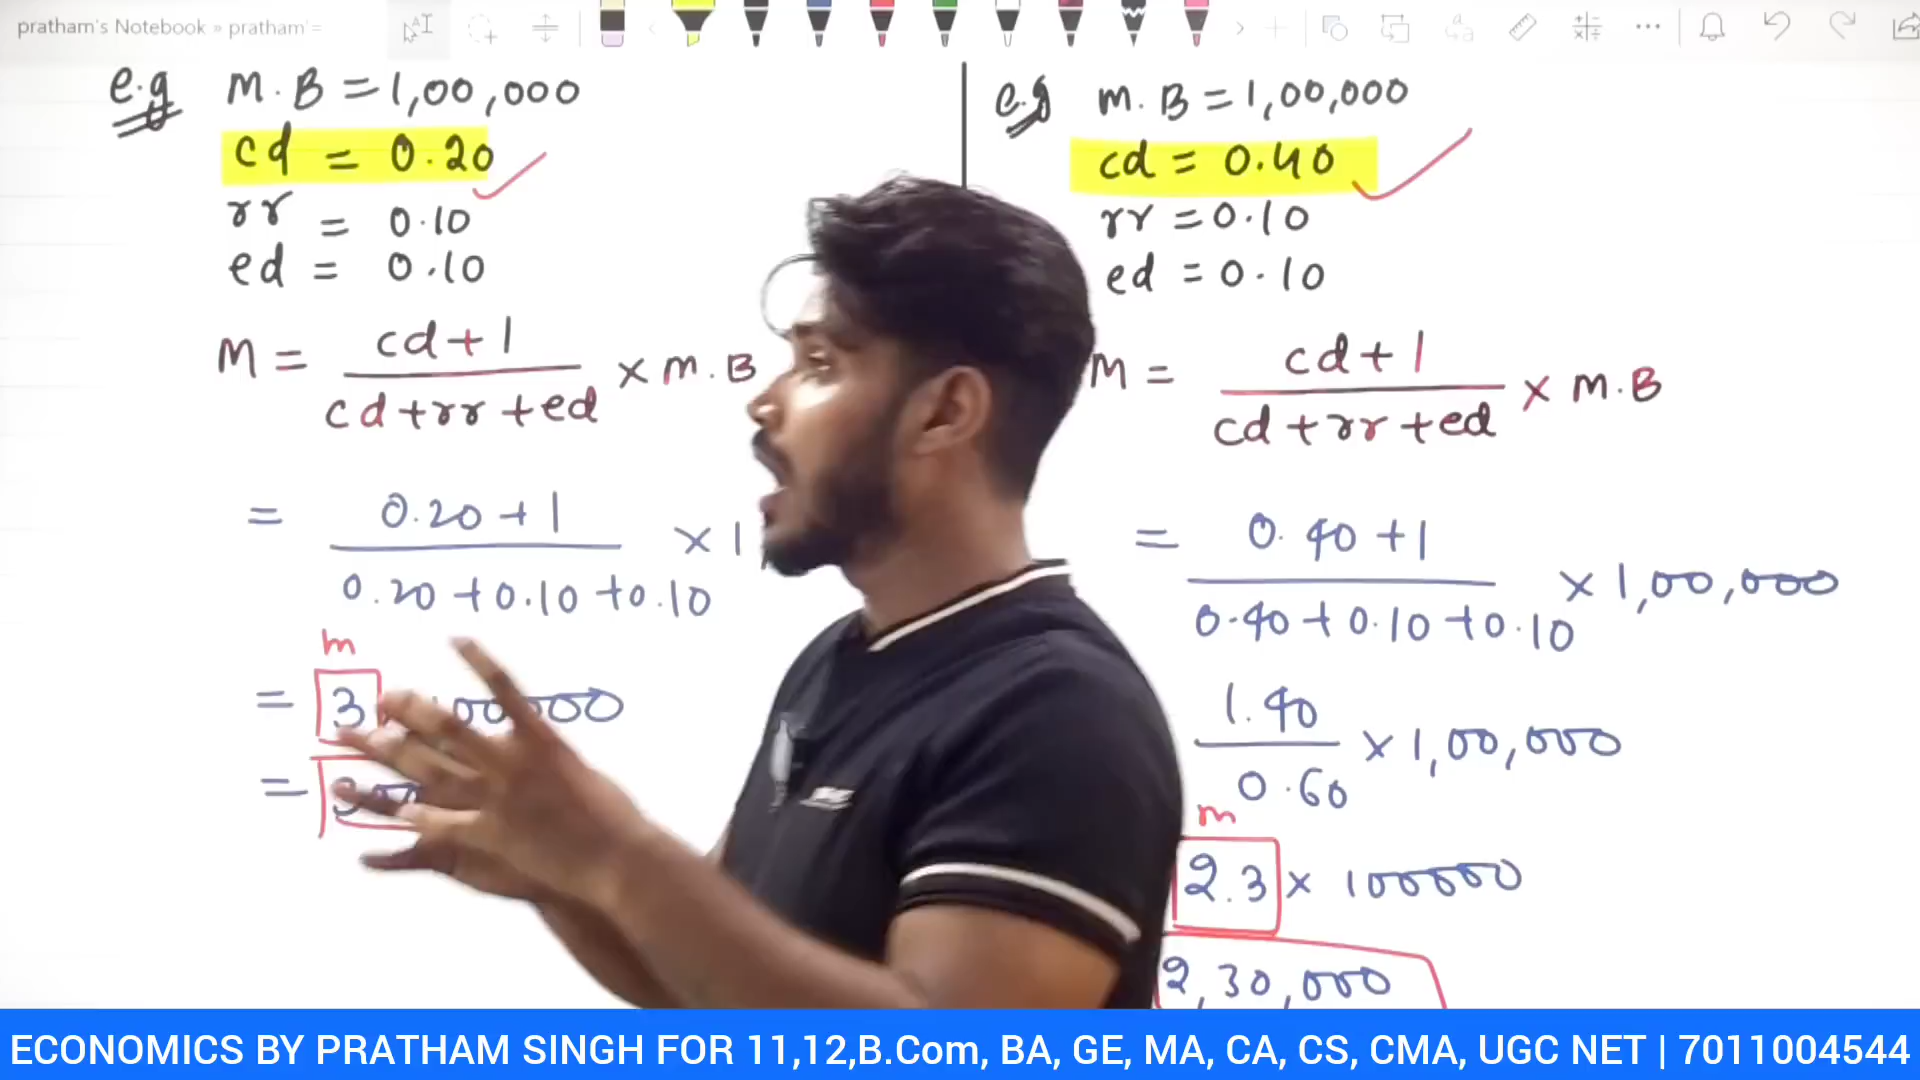 pratham's Notebook » pratham'=
e.g M.B = 1,00,000
cd = 0.20
rr = 0.10
ed = 0.10
M = cd+1 / cd+rr+ed × M.B
= 0.20+1 / 0.20+0.10+0.10 × 1
m
= 3
=
e.g M.B = 1,00,000
cd = 0.40
rr = 0.10
ed = 0.10
M = cd+1 / cd+rr+ed × M.B
= 0.40+1 / 0.40+0.10+0.10 × 1,00,000
1.40 / 0.60 × 1,00,000
m
2.3 × 100000
2,30,000
ECONOMICS BY PRATHAM SINGH FOR 11,12,B.Com, BA, GE, MA, CA, CS, CMA, UGC NET | 7011004544